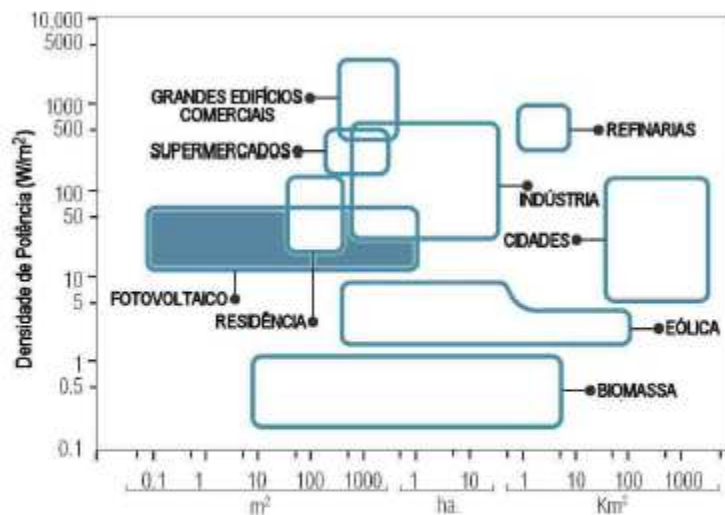 Densidade de Potência (W/m²)
10,000
5000
1000
500
100
50
10
5
1
0.5
0.1
GRANDES EDIFÍCIOS
COMERCIAIS
SUPERMERCADOS
REFINARIAS
INDÚSTRIA
CIDADES
FOTOVOLTAICO
RESIDÊNCIA
EÓLICA
BIOMASSA
0.1 1 10 100 1000 1 10 1 10 100 1000
m² ha. Km²